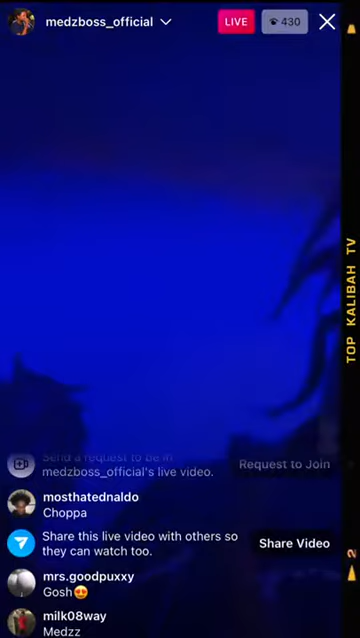 medzboss_official
LIVE
430
TOP KALIBAH TV
Send a request to be in
medzboss_official's live video.
Request to Join
mosthatednaldo
Choppa
Share this live video with others so
they can watch too.
Share Video
mrs.goodpuxxy
Gosh😍
2
milk08way
Medzz